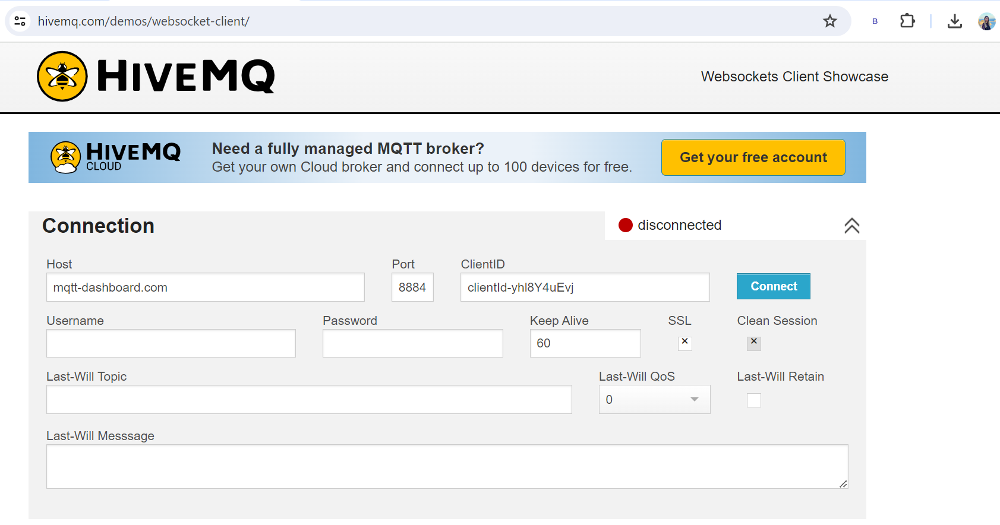 hivemq.com/demos/websocket-client/
B
HIVEMQ
Websockets Client Showcase
HIVEMQ
CLOUD
Need a fully managed MQTT broker?
Get your own Cloud broker and connect up to 100 devices for free.
Get your free account
Connection
disconnected
Host
Port
ClientID
mqtt-dashboard.com
8884
clientId-yhl8Y4uEvj
Connect
Username
Password
Keep Alive
SSL
Clean Session
60
Last-Will Topic
Last-Will QoS
Last-Will Retain
0
Last-Will Messsage